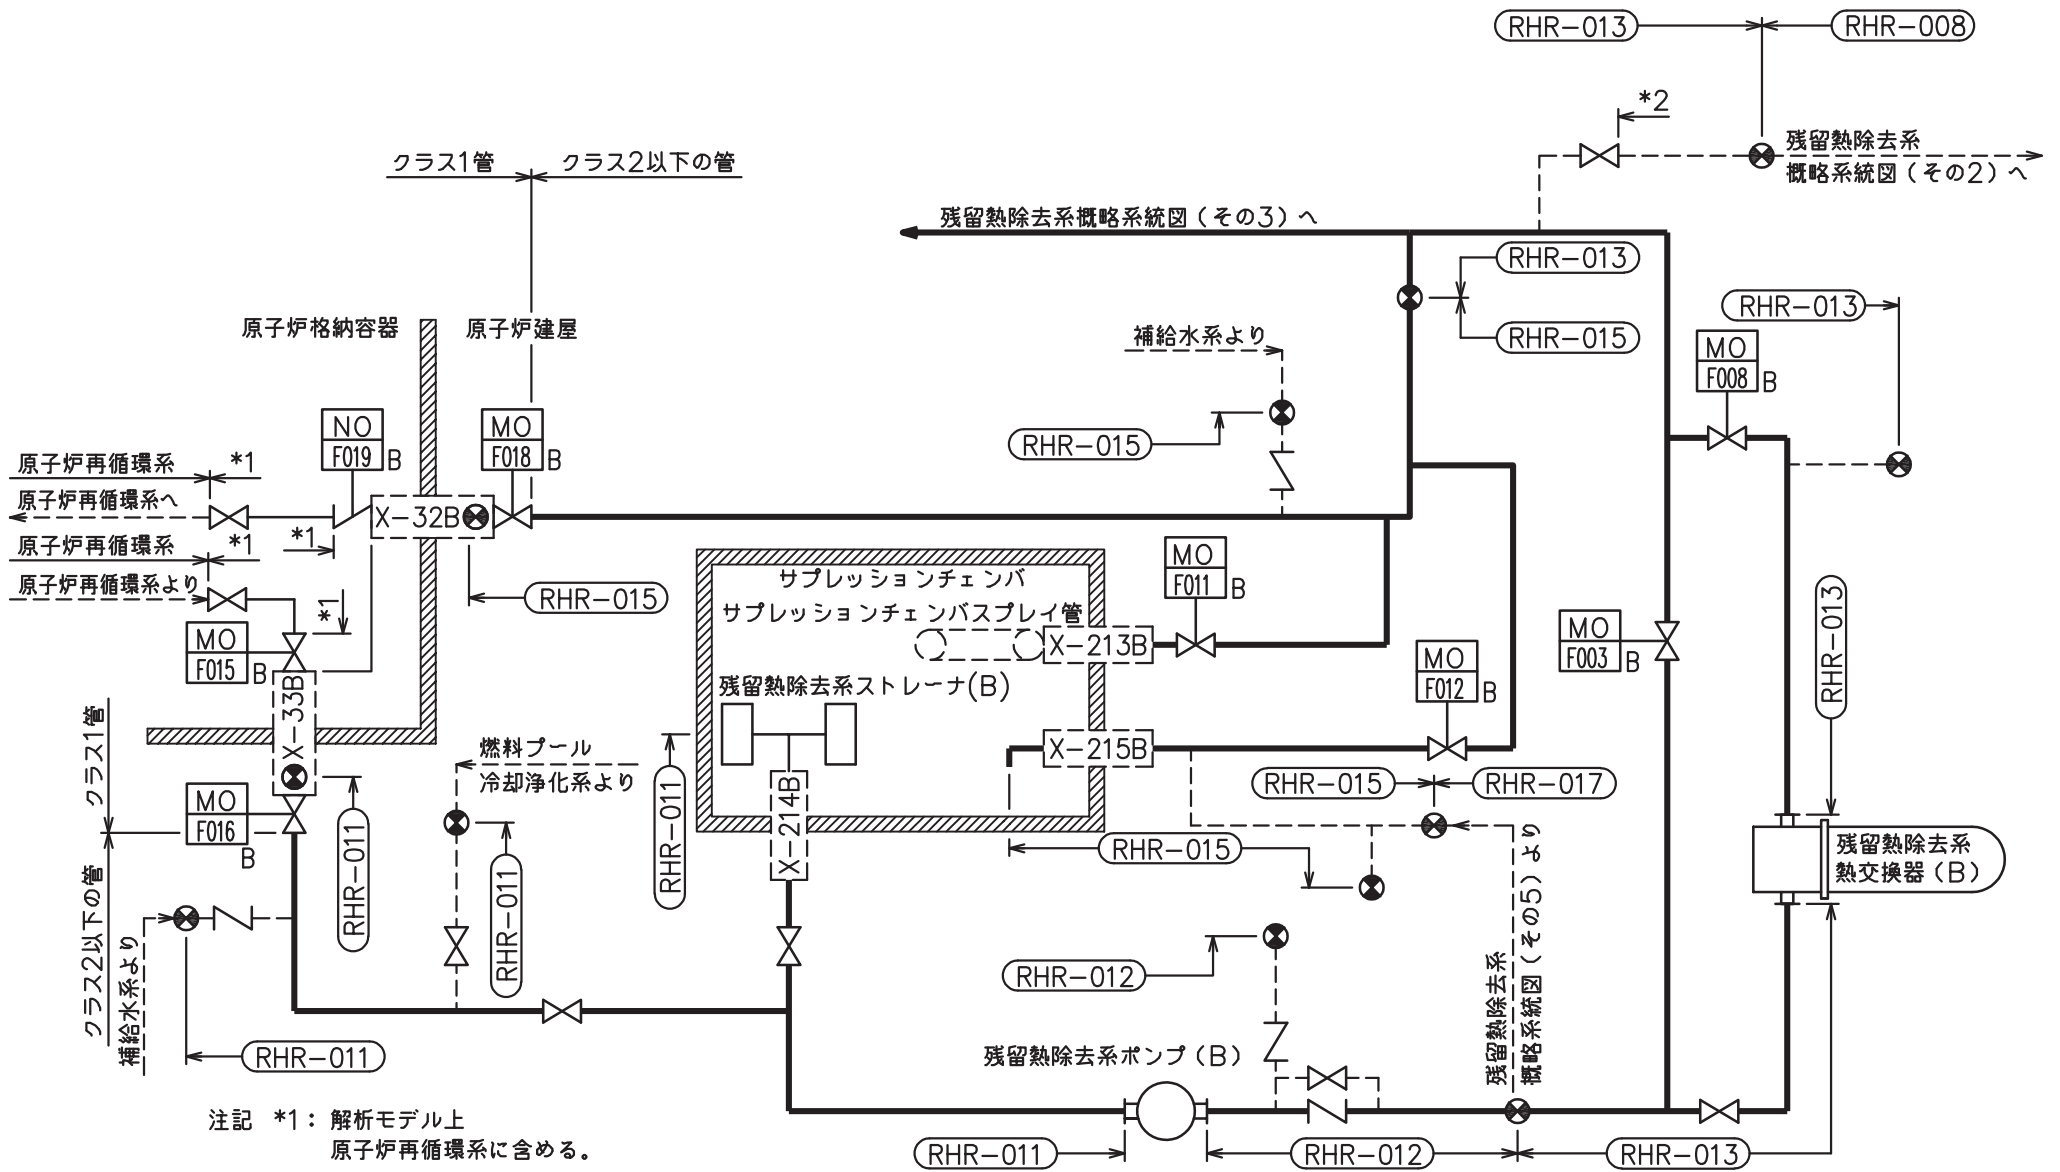 RHR-013
RHR-008
*2
残留熱除去系
概略系統図（その2）へ
クラス1管
クラス2以下の管
残留熱除去系概略系統図（その3）へ
RHR-013
RHR-015
RHR-013
原子炉格納容器
原子炉建屋
補給水系より
MO
F008
B
RHR-015
NO
F019
B
MO
F018
B
原子炉再循環系
*1
原子炉再循環系へ
X-32B
原子炉再循環系
*1
*1
原子炉再循環系より
*1
RHR-015
MO
F015
B
X-33B
サプレッションチェンバ
サプレッションチェンバスプレイ管
X-213B
MO
F011
B
残留熱除去系ストレーナ(B)
X-215B
MO
F012
B
MO
F003
B
RHR-013
クラス1管
クラス2以下の管
MO
F016
B
RHR-011
燃料プール
冷却浄化系より
RHR-011
RHR-011
X-214B
RHR-015
RHR-017
RHR-015
残留熱除去系
熱交換器（B）
補給水系より
RHR-011
RHR-012
残留熱除去系
概略系統図（その5）より
残留熱除去系ポンプ（B）
RHR-011
RHR-012
RHR-013
注記　*1：解析モデル上
原子炉再循環系に含める。